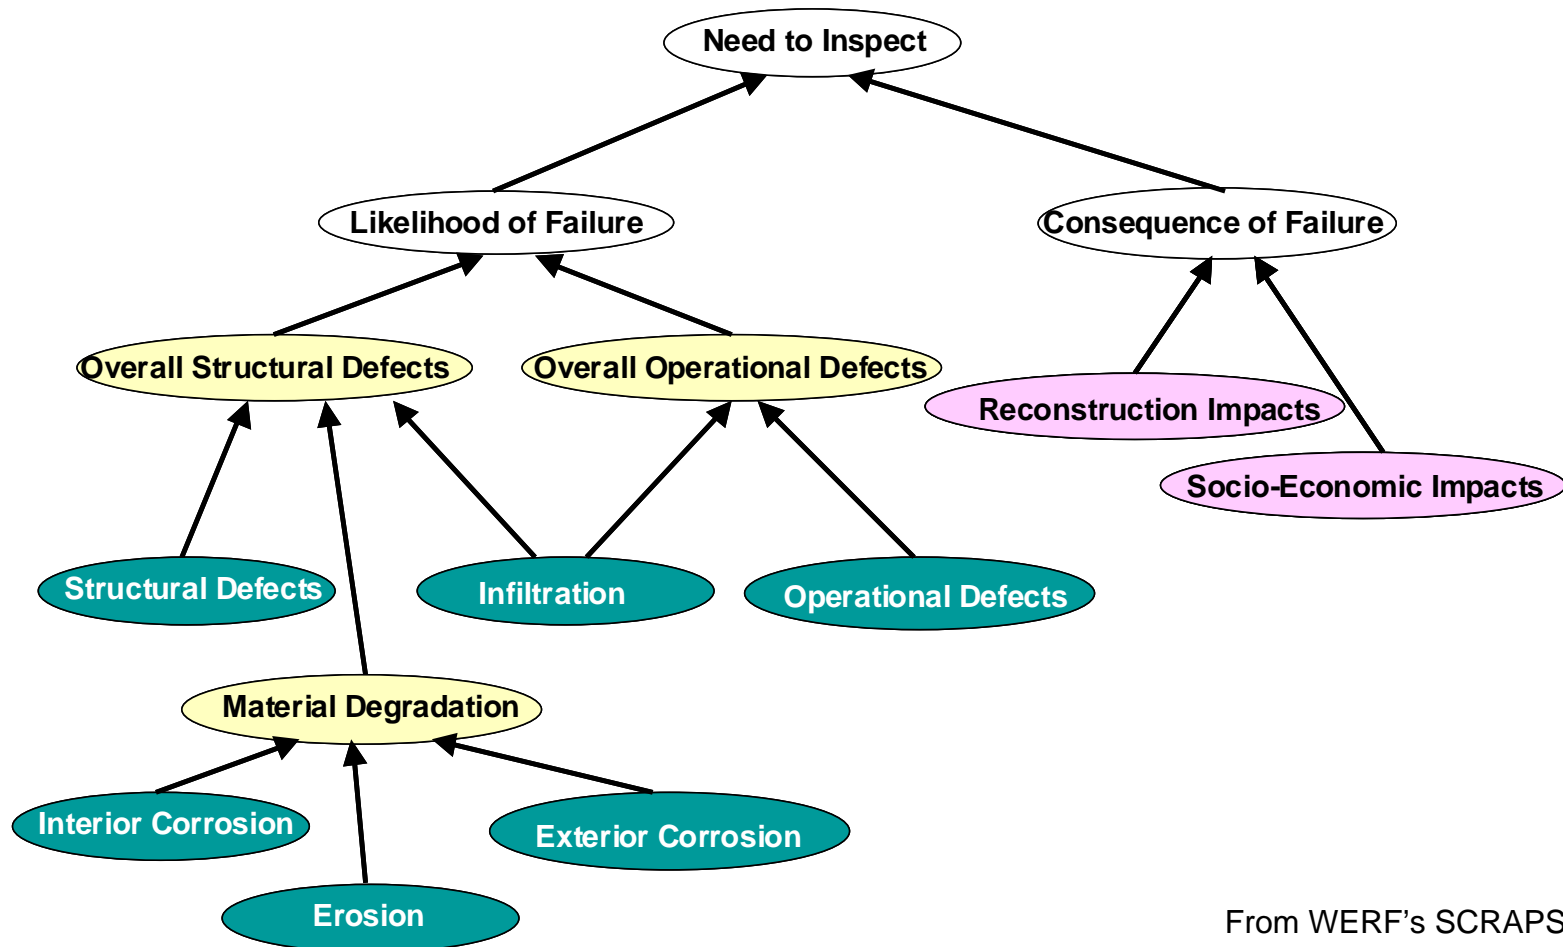 Need to Inspect
Likelihood of Failure
Consequence of Failure
Overall Structural Defects
Overall Operational Defects
Reconstruction Impacts
Socio-Economic Impacts
Structural Defects
Infiltration
Operational Defects
Material Degradation
Interior Corrosion
Exterior Corrosion
Erosion
From WERF's SCRAPS